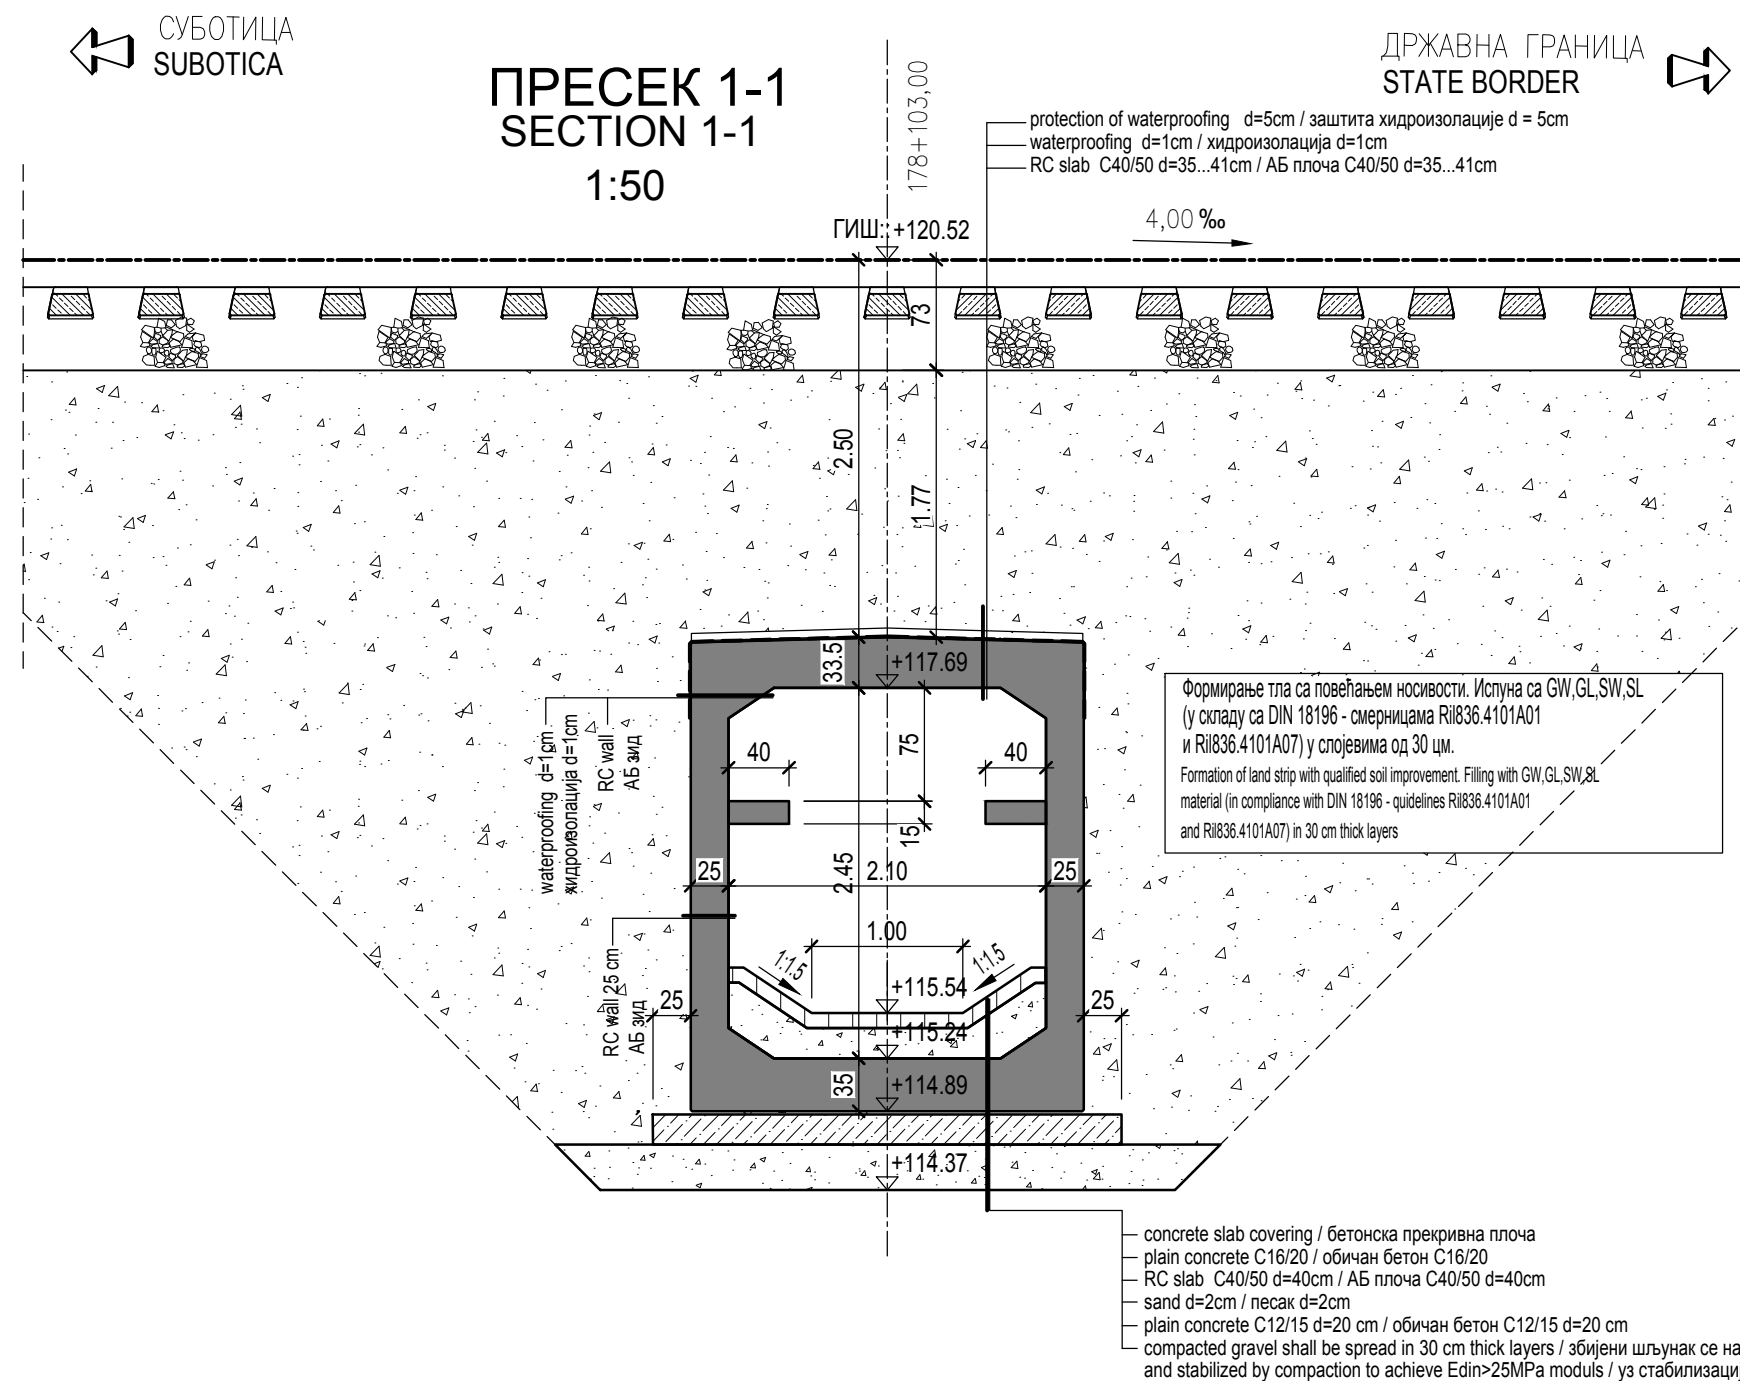 СУБОТИЦА
SUBOTICA
ПРЕСЕК 1-1
SECTION 1-1
1:50
178+103,00
ДРЖАВНА ГРАНИЦА
STATE BORDER
protection of waterproofing d=5cm / заштита хидроизолације d = 5cm
waterproofing d=1cm / хидроизолација d=1cm
RC slab C40/50 d=35...41cm / АБ плоча C40/50 d=35...41cm
4,00 ‰
ГИШ: +120.52
73
2.50
1.77
33.5
+117.69
Формирање тла са повећањем носивости. Испуна са GW,GL,SW,SL
(у складу са DIN 18196 - смерницама Ril836.4101A01
и Ril836.4101A07) у слојевима од 30 цм.
Formation of land strip with qualified soil improvement. Filling with GW,GL,SW,SL
material (in compliance with DIN 18196 - quidelines Ril836.4101A01
and Ril836.4101A07) in 30 cm thick layers
waterproofing d=1cm
хидроизолација d=1cm
RC wall
АБ зид
40
75
40
15
25
2.45
2.10
25
1.00
1:1.5
1:1.5
RC wall 25 cm
АБ зид
25
+115.54
25
+115.24
35
+114.89
+114.37
concrete slab covering / бетонска прекривна плоча
plain concrete C16/20 / обичан бетон C16/20
RC slab C40/50 d=40cm / АБ плоча C40/50 d=40cm
sand d=2cm / песак d=2cm
plain concrete C12/15 d=20 cm / обичан бетон C12/15 d=20 cm
compacted gravel shall be spread in 30 cm thick layers / збијени шљунак се на
and stabilized by compaction to achieve Edin>25MPa moduls / уз стабилизациј